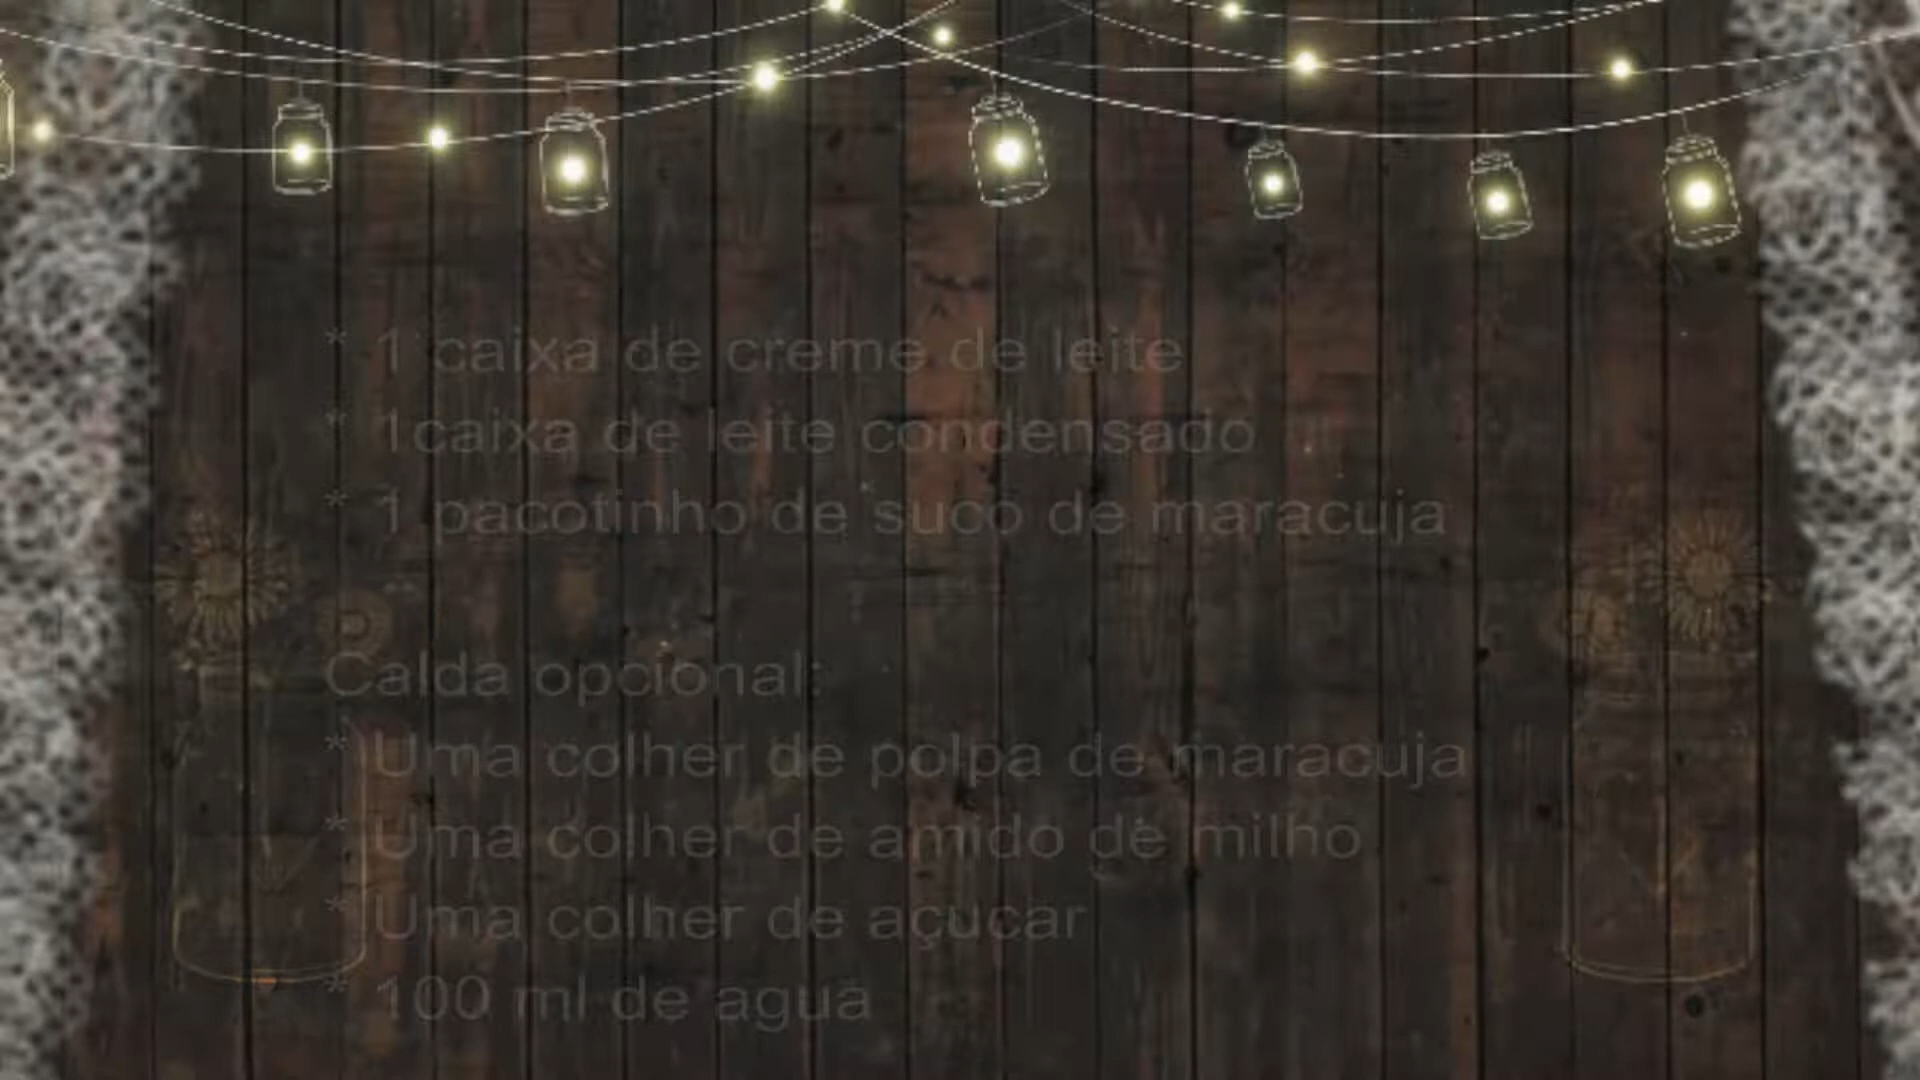 * 1 caixa de creme de leite
* 1caixa de leite condensado
* 1 pacotinho de suco de maracuja
Calda opcional:
* Uma colher de polpa de maracuja
* Uma colher de amido de milho
* Uma colher de açucar
* 100 ml de agua